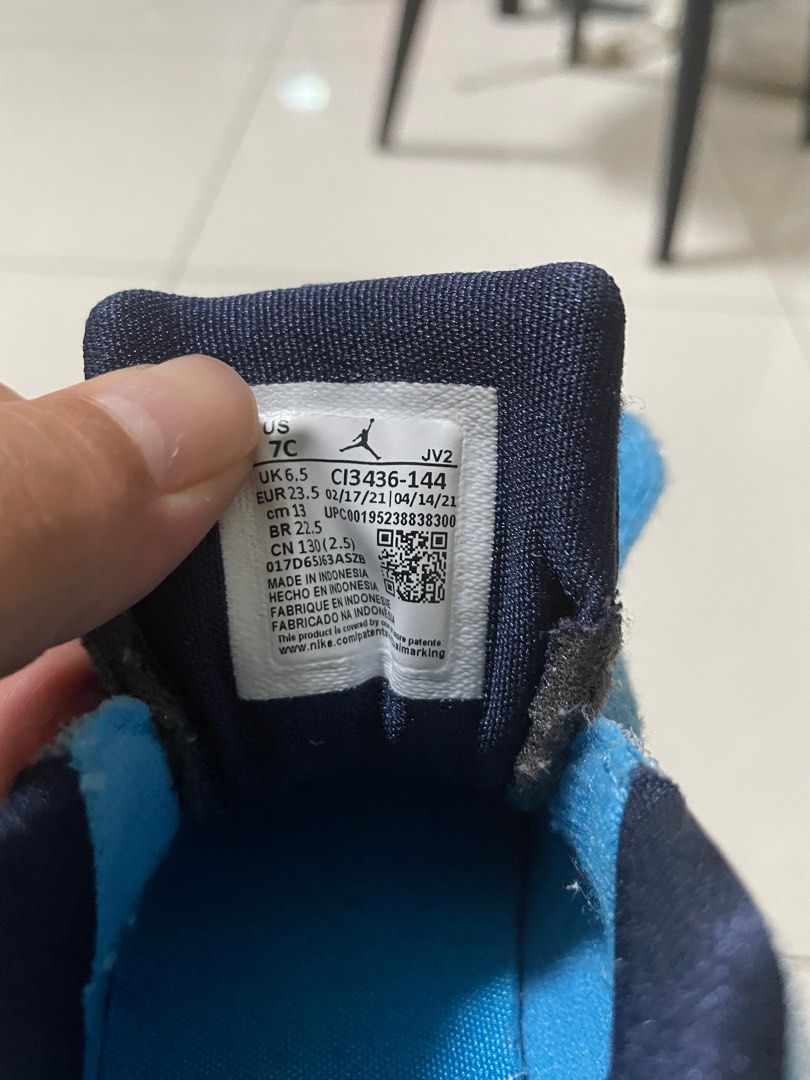 US
7C
JV2
UK 6.5
EUR 23.5
cm 13
BR 22.5
CN 130(2.5)
CI3436-144
02/17/21|04/14/21
UPC00195238838300
017D65J63ASZB
MADE IN INDONESIA
HECHO EN INDONESIA
FABRIQUE EN INDONESIE
FABRICADO NA INDONESIA
This product is covered by more patents
www.nike.com/patents